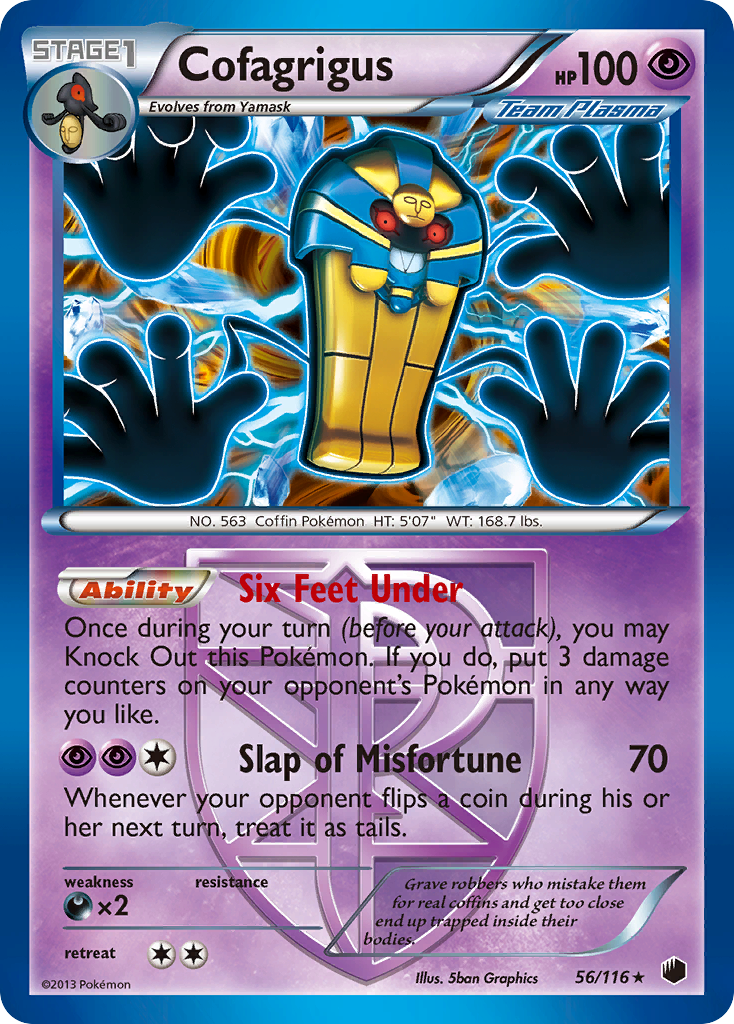 STAGE1
Cofagrigus
HP100
Evolves from Yamask
Team Plasma
NO. 563 Coffin Pokémon HT: 5'07" WT: 168.7 lbs.
Ability Six Feet Under
Once during your turn (before your attack), you may
Knock Out this Pokémon. If you do, put 3 damage
counters on your opponent's Pokémon in any way
you like.
Slap of Misfortune 70
Whenever your opponent flips a coin during his or
her next turn, treat it as tails.
weakness resistance
×2
retreat
Grave robbers who mistake them
for real coffins and get too close
end up trapped inside their
bodies.
©2013 Pokémon
Illus. 5ban Graphics
56/116★